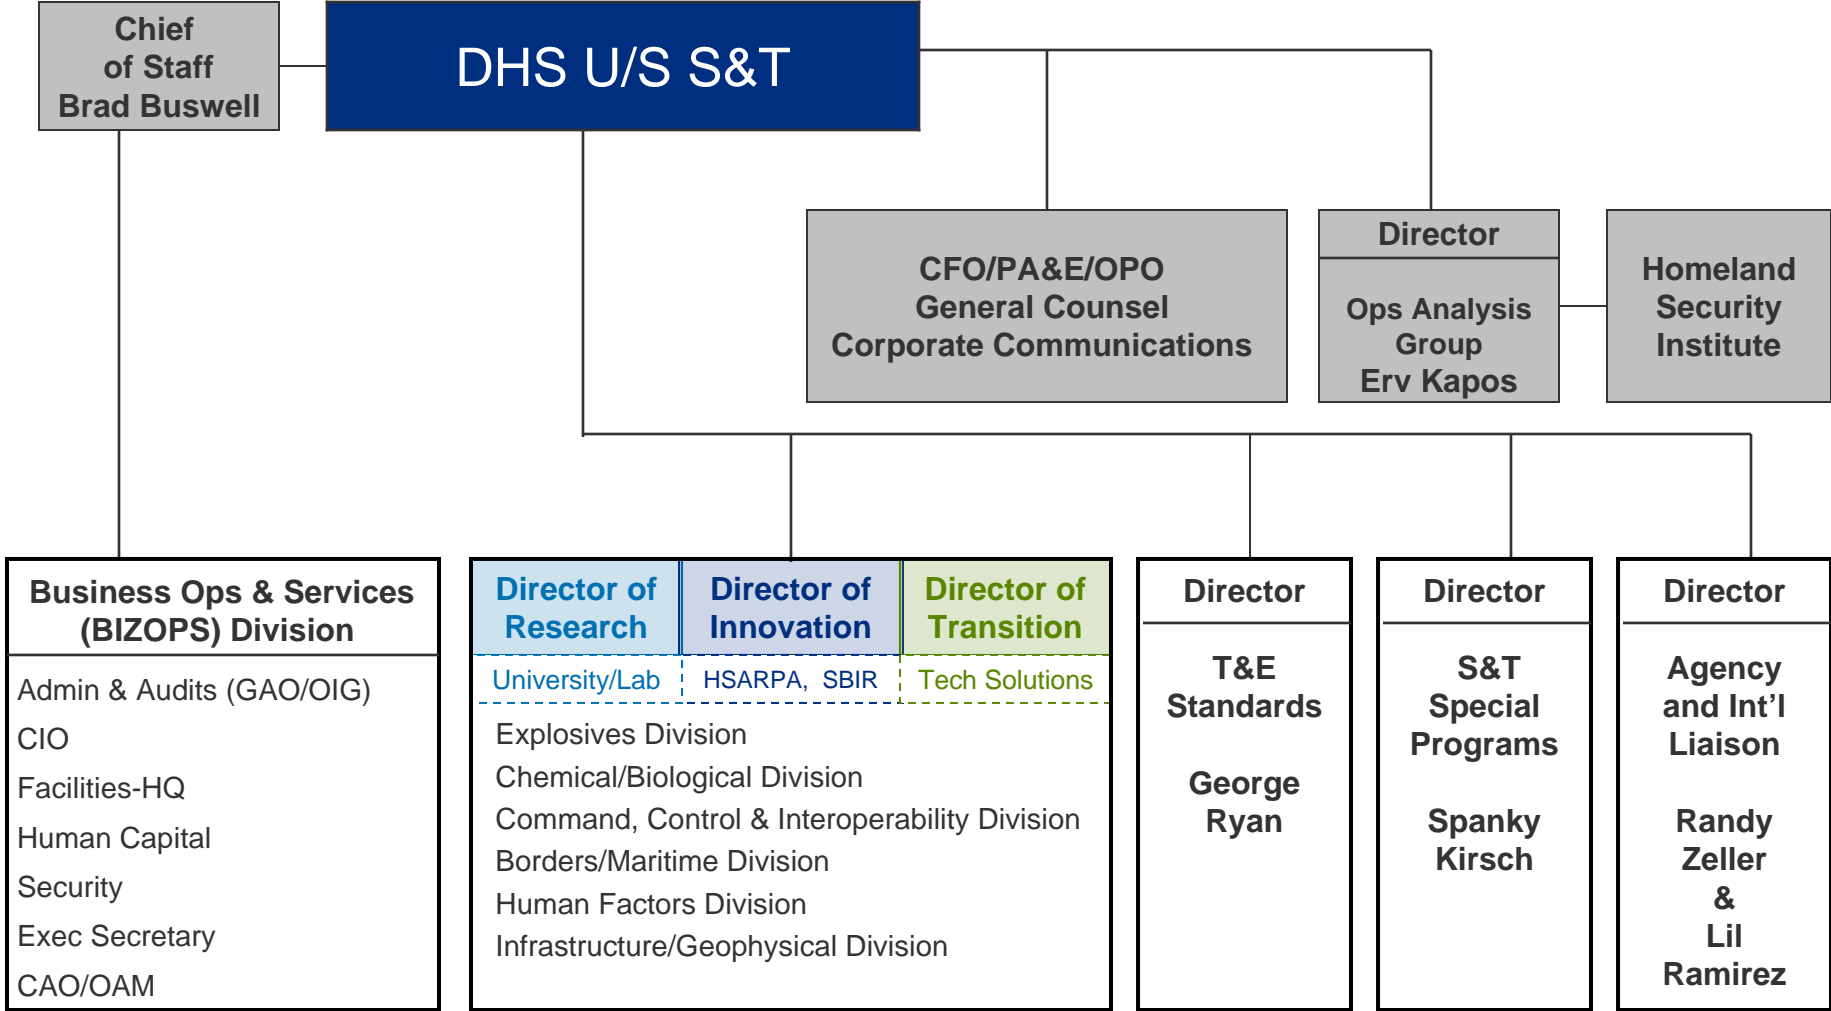 Chief
of Staff
Brad Buswell
DHS U/S S&T
CFO/PA&E/OPO
General Counsel
Corporate Communications
Director
Ops Analysis
Group
Erv Kapos
Homeland
Security
Institute
Business Ops & Services
(BIZOPS) Division
Admin & Audits (GAO/OIG)
CIO
Facilities-HQ
Human Capital
Security
Exec Secretary
CAO/OAM
Director of
Research
University/Lab
Director of
Innovation
HSARPA, SBIR
Director of
Transition
Tech Solutions
Explosives Division
Chemical/Biological Division
Command, Control & Interoperability Division
Borders/Maritime Division
Human Factors Division
Infrastructure/Geophysical Division
Director
T&E
Standards
George
Ryan
Director
S&T
Special
Programs
Spanky
Kirsch
Director
Agency
and Int’l
Liaison
Randy
Zeller
&
Lil
Ramirez